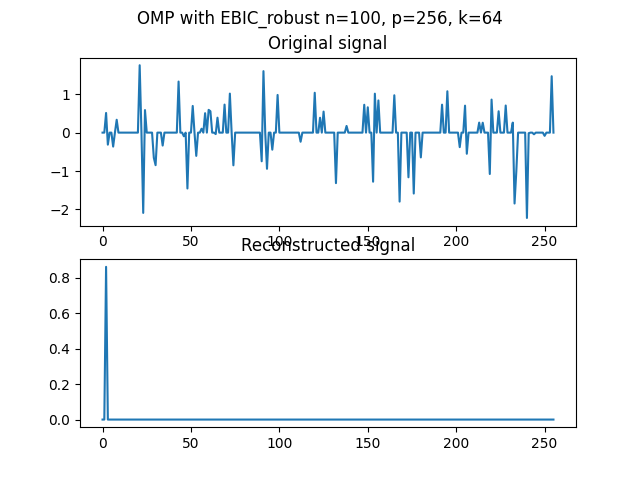 OMP with EBIC_robust n=100, p=256, k=64
Original signal
1
0
−1
−2
0 50 100 150 200 250
Reconstructed signal
0.8
0.6
0.4
0.2
0.0
0 50 100 150 200 250